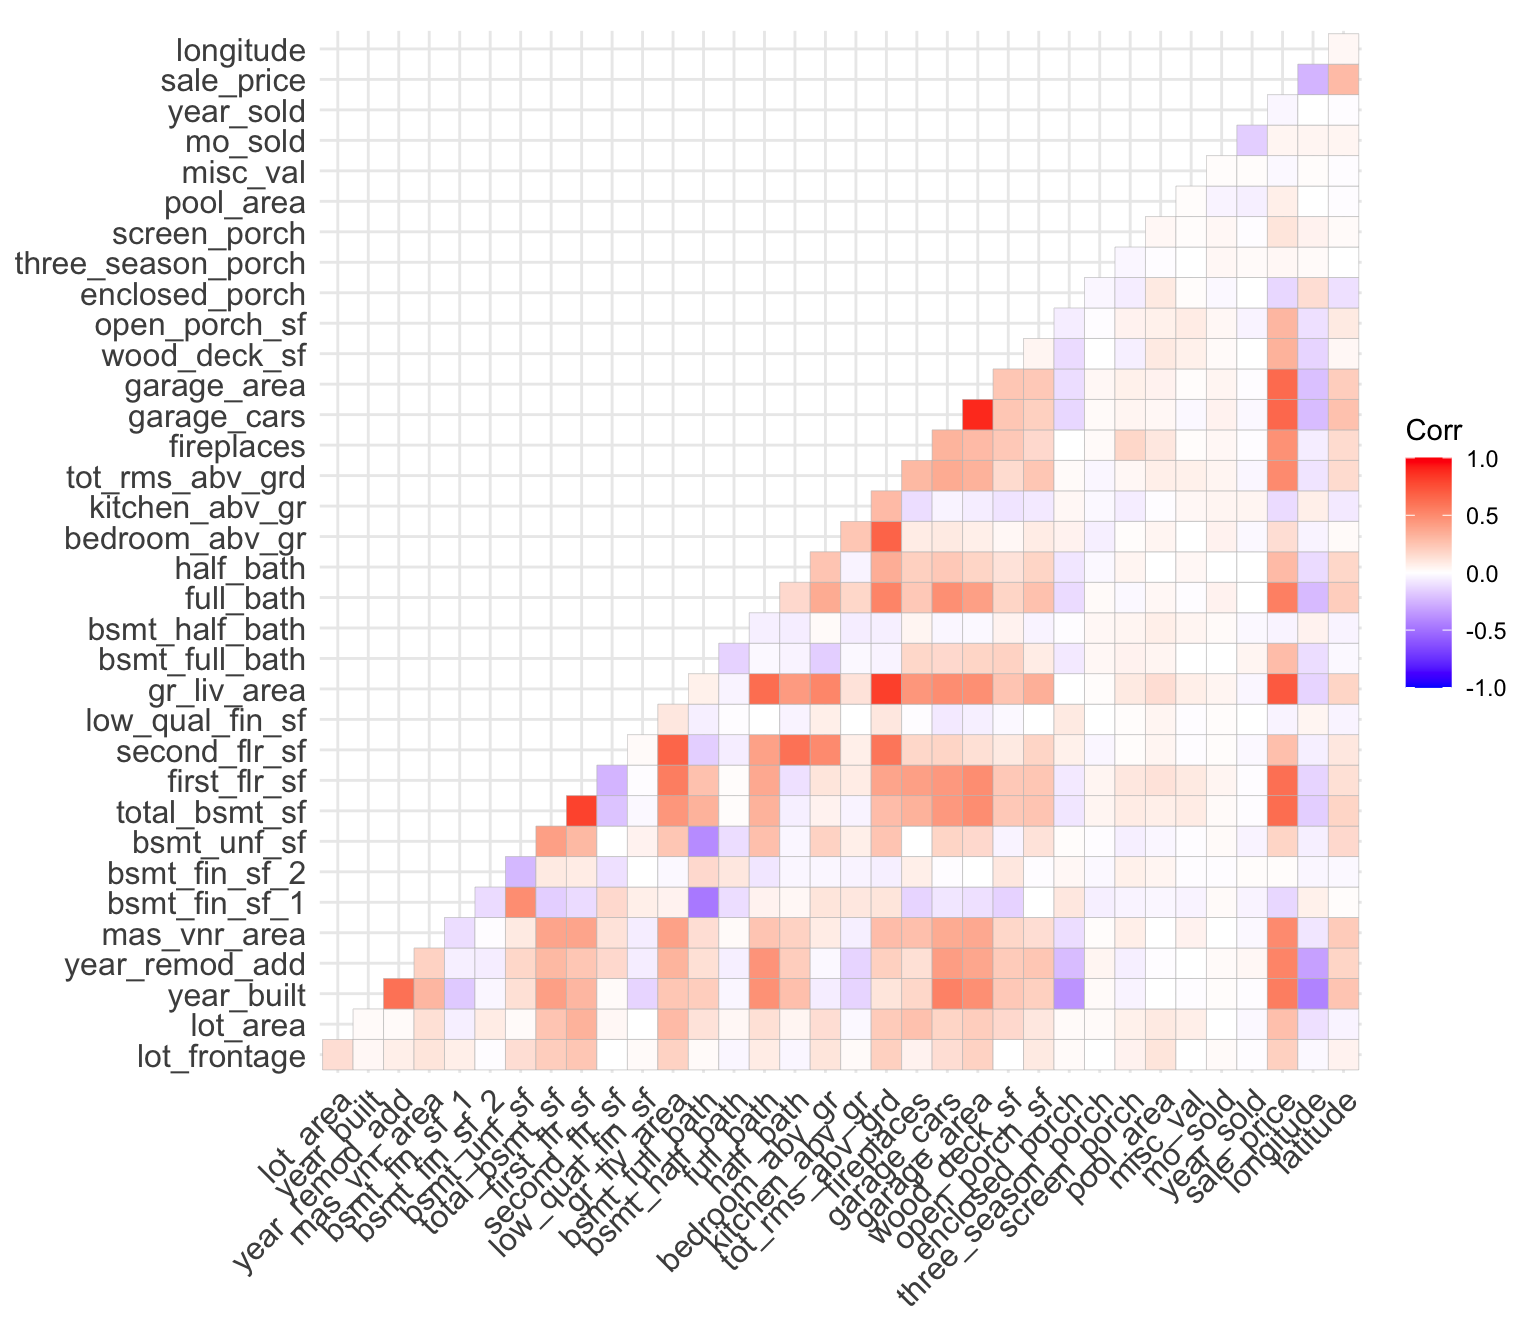 longitude
sale_price
year_sold
mo_sold
misc_val
pool_area
screen_porch
three_season_porch
enclosed_porch
open_porch_sf
wood_deck_sf
garage_area
garage_cars
fireplaces
tot_rms_abv_grd
kitchen_abv_gr
bedroom_abv_gr
half_bath
full_bath
bsmt_half_bath
bsmt_full_bath
gr_liv_area
low_qual_fin_sf
second_flr_sf
first_flr_sf
total_bsmt_sf
bsmt_unf_sf
bsmt_fin_sf_2
bsmt_fin_sf_1
mas_vnr_area
year_remod_add
year_built
lot_area
lot_frontage
lot_area
year_built
year_remod_add
mas_vnr_area
bsmt_fin_sf_1
bsmt_fin_sf_2
bsmt_unf_sf
total_bsmt_sf
first_flr_sf
second_flr_sf
low_qual_fin_sf
gr_liv_area
bsmt_full_bath
bsmt_half_bath
full_bath
half_bath
bedroom_abv_gr
kitchen_abv_gr
tot_rms_abv_grd
fireplaces
garage_cars
garage_area
wood_deck_sf
open_porch_sf
enclosed_porch
three_season_porch
screen_porch
pool_area
misc_val
mo_sold
year_sold
sale_price
longitude
latitude
Corr
1.0
0.5
0.0
-0.5
-1.0